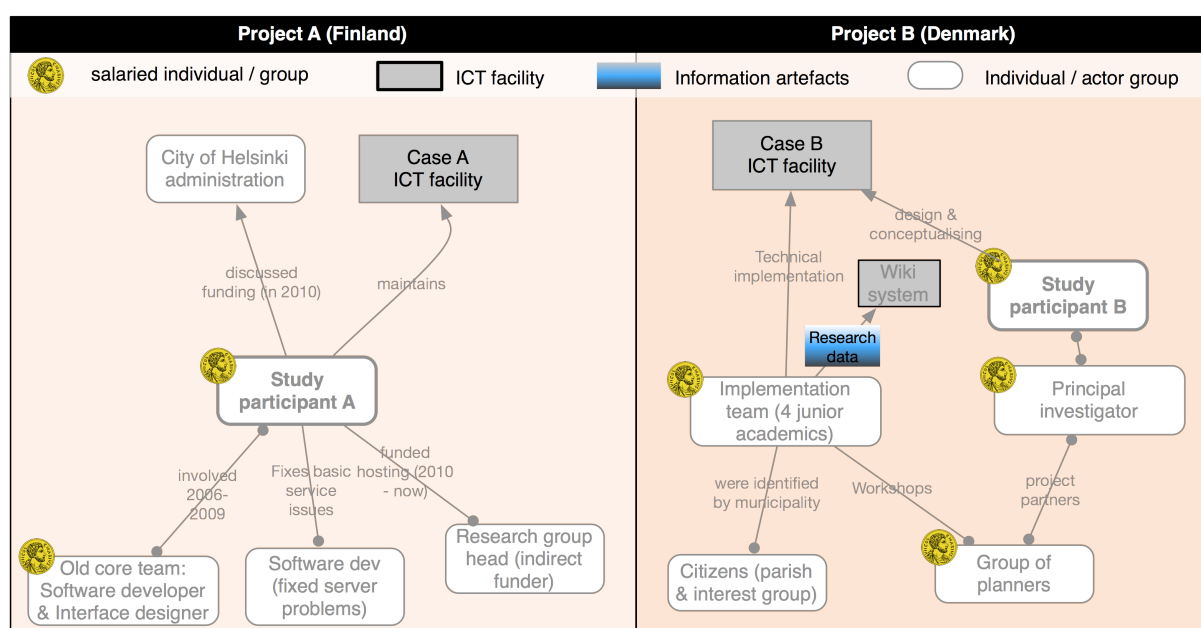 Project A (Finland)
Project B (Denmark)
salaried individual / group
ICT facility
Information artefacts
Individual / actor group
City of Helsinki
administration
Case A
ICT facility
discussed
funding (in 2010)
maintains
Study
participant A
involved
2006-
2009
Fixes basic
service
issues
funded
hosting (2010
- now)
Old core team:
Software developer
& Interface designer
Software dev
(fixed server
problems)
Research group
head (indirect
funder)
Case B
ICT facility
design &
conceptualising
Technical
implementation
Wiki
system
Study
participant B
Research
data
Implementation
team (4 junior
academics)
Principal
investigator
were identified
by municipality
Workshops
project
partners
Citizens (parish
& interest group)
Group of
planners